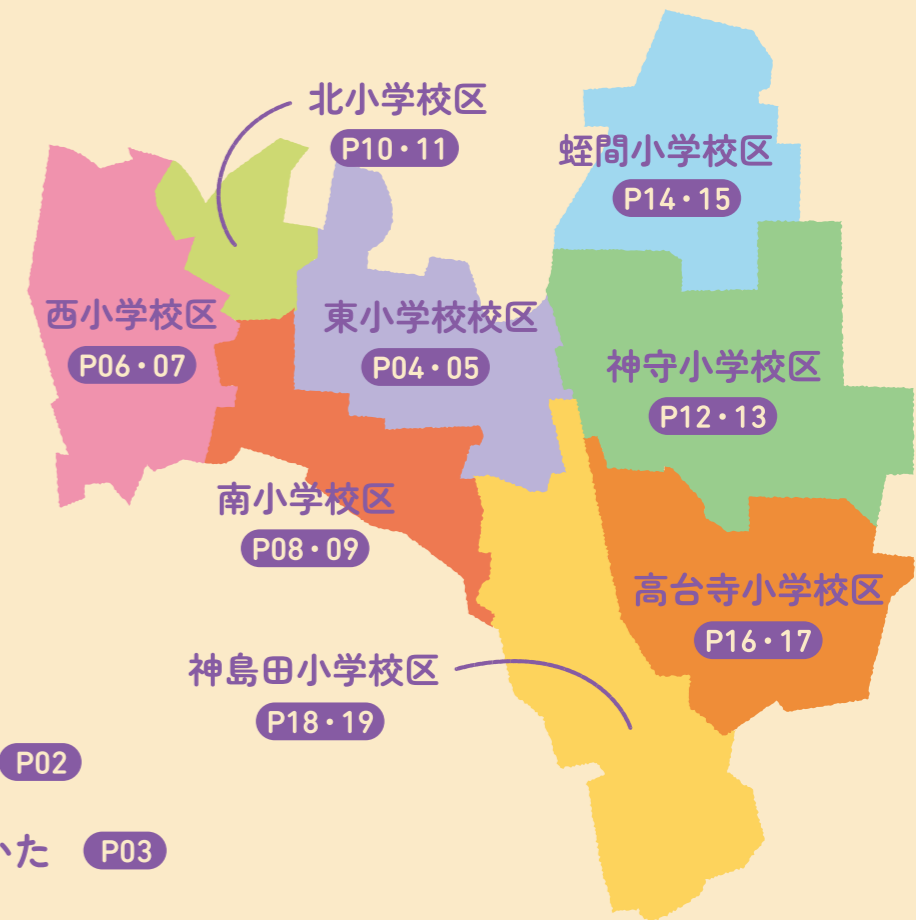 北小学校区
P10・11
蛭間小学校区
P14・15
西小学校区
P06・07
東小学校校区
P04・05
神守小学校区
P12・13
南小学校区
P08・09
高台寺小学校区
P16・17
神島田小学校区
P18・19
P02
いた
P03